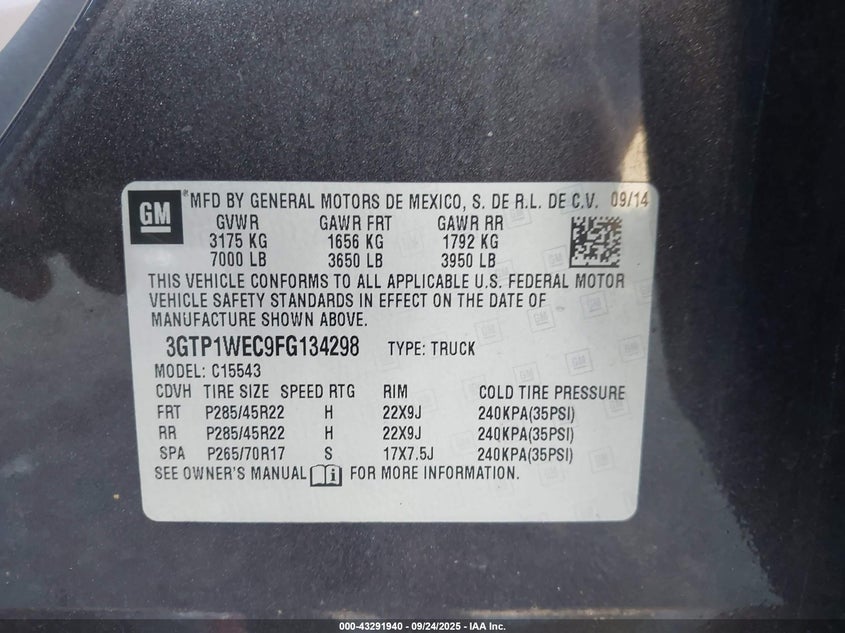 GM
® MFD BY GENERAL MOTORS DE MEXICO, S. DE R.L. DE C.V. 09/14
GVWR GAWR FRT GAWR RR
3175 KG 1656 KG 1792 KG
7000 LB 3650 LB 3950 LB
THIS VEHICLE CONFORMS TO ALL APPLICABLE U.S. FEDERAL MOTOR
VEHICLE SAFETY STANDARDS IN EFFECT ON THE DATE OF
MANUFACTURE SHOWN ABOVE.
3GTP1WEC9FG134298 TYPE: TRUCK
MODEL: C15543
CDVH TIRE SIZE SPEED RTG RIM COLD TIRE PRESSURE
FRT P285/45R22 H 22X9J 240KPA(35PSI)
RR P285/45R22 H 22X9J 240KPA(35PSI)
SPA P265/70R17 S 17X7.5J 240KPA(35PSI)
SEE OWNER'S MANUAL i FOR MORE INFORMATION.
000-43291940 - 09/24/2025 - IAA Inc.